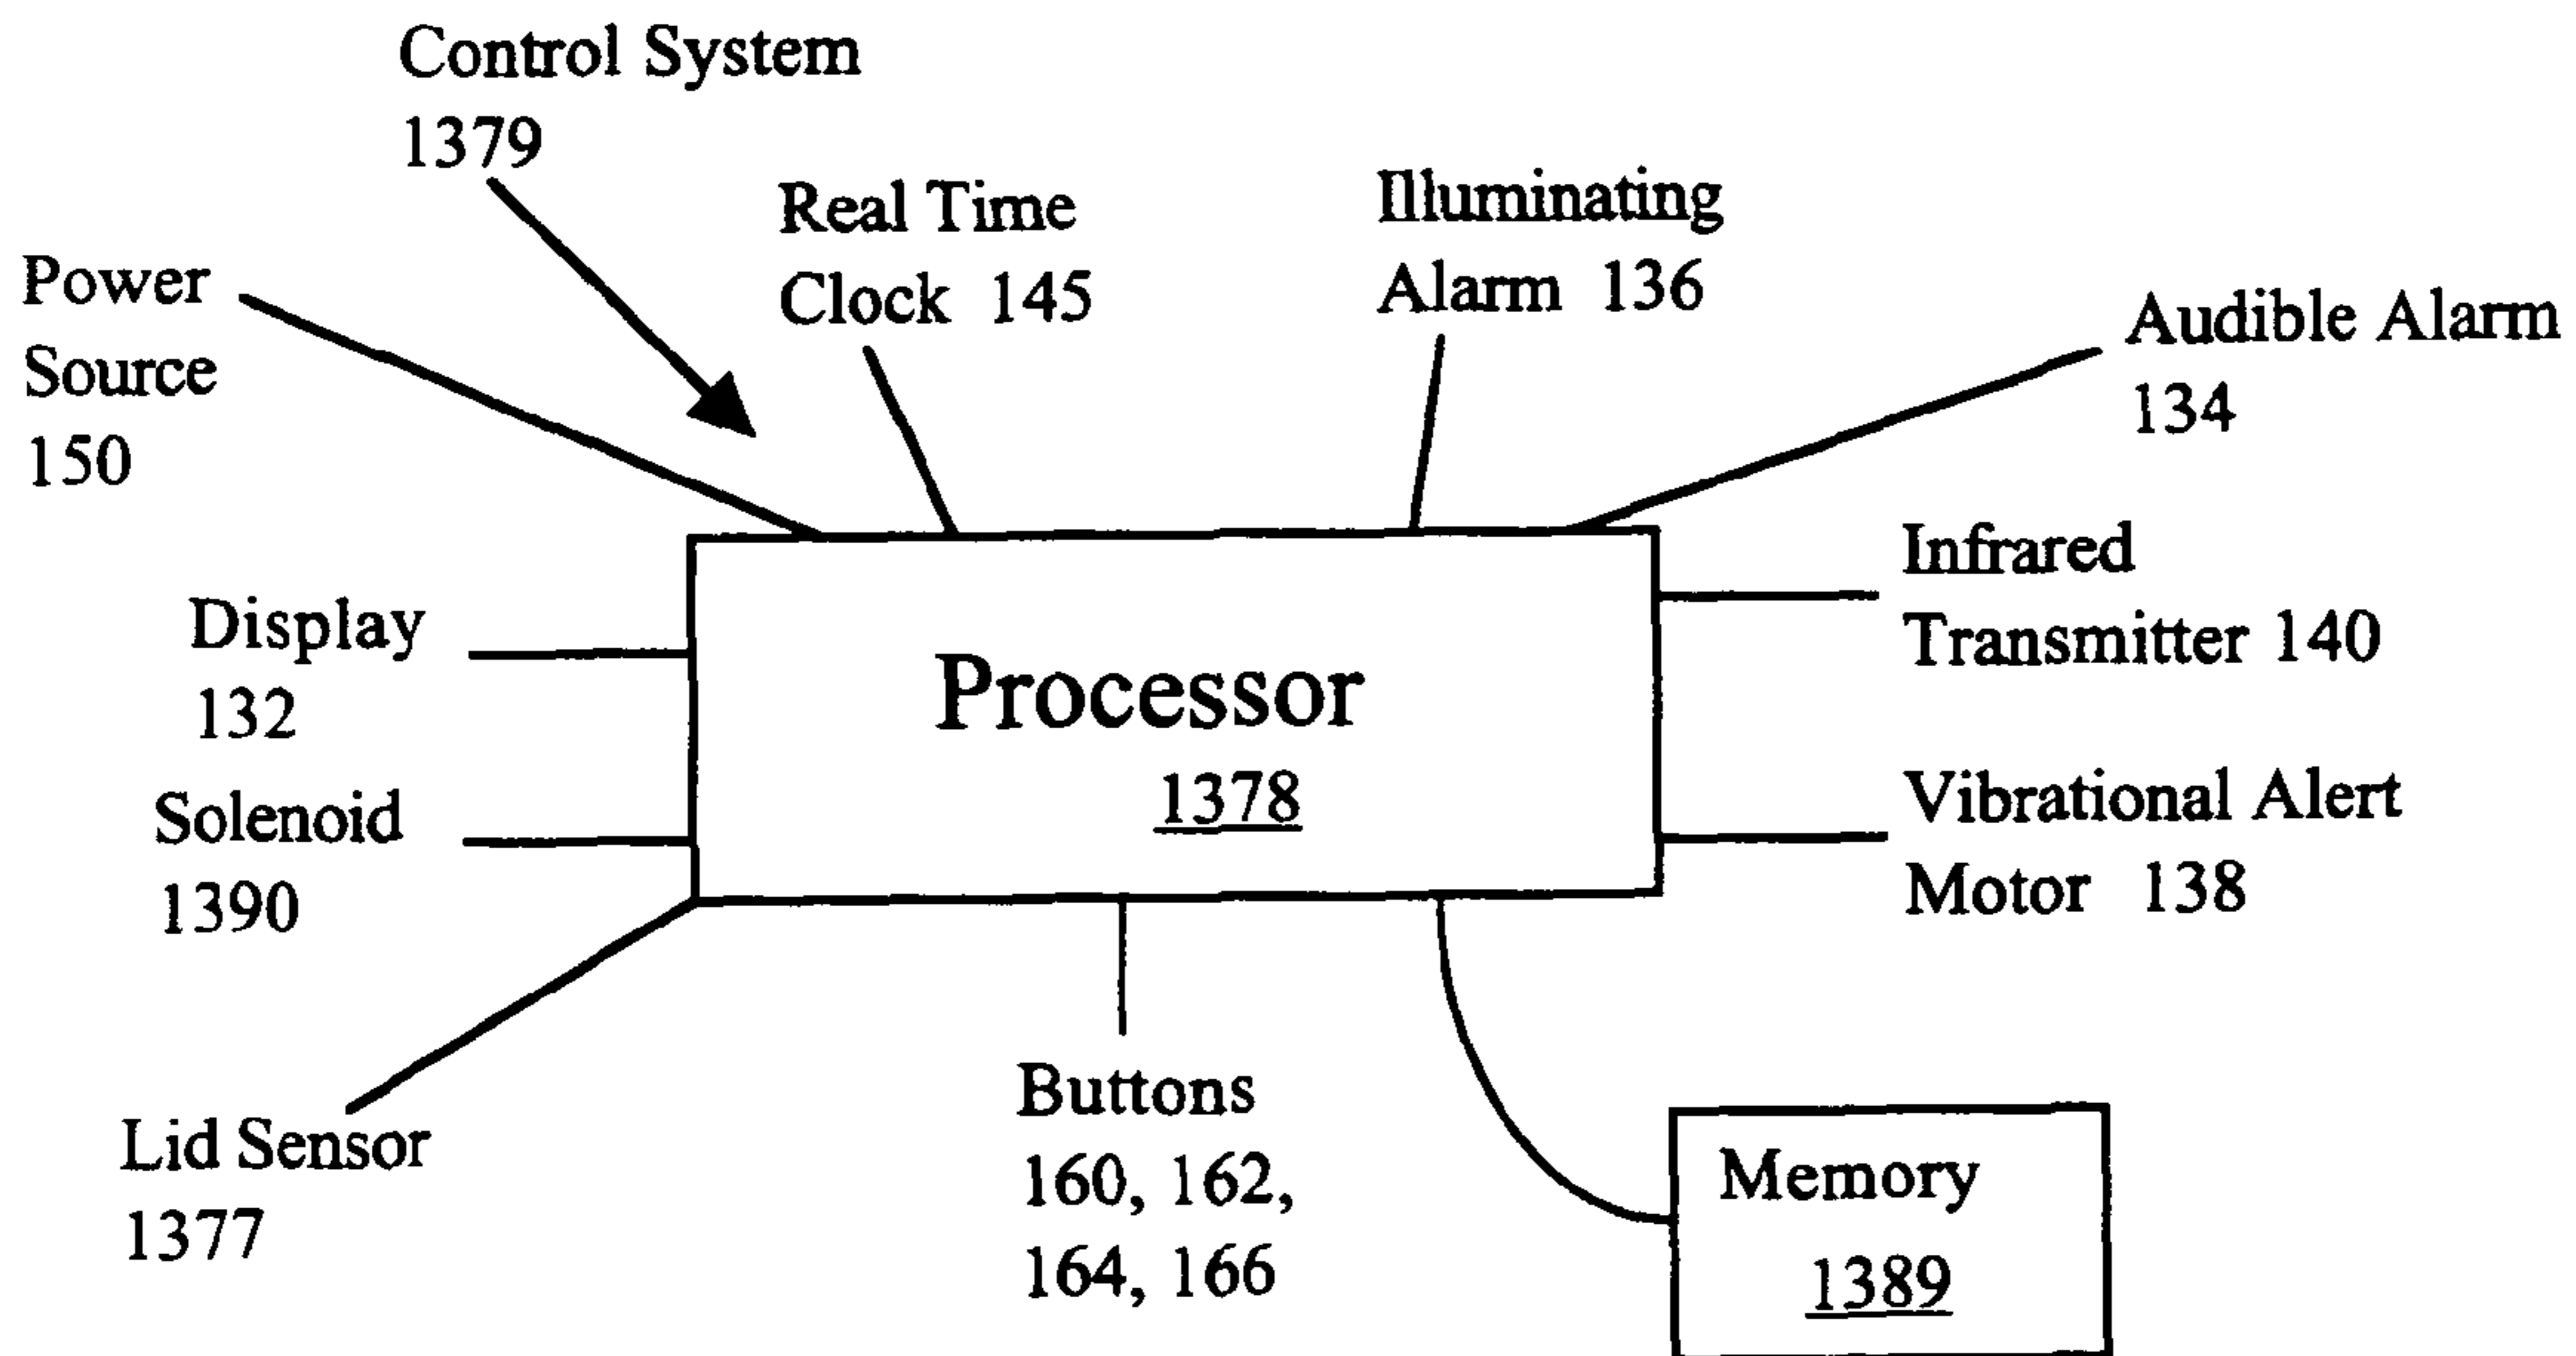 Control System
1379
Real Time
Clock 145
Illuminating
Alarm 136
Power
Source
150
Audible Alarm
134
Infrared
Transmitter 140
Display
132
Processor
1378
Solenoid
1390
Vibrational Alert
Motor 138
Lid Sensor
1377
Buttons
160, 162,
164, 166
Memory
1389